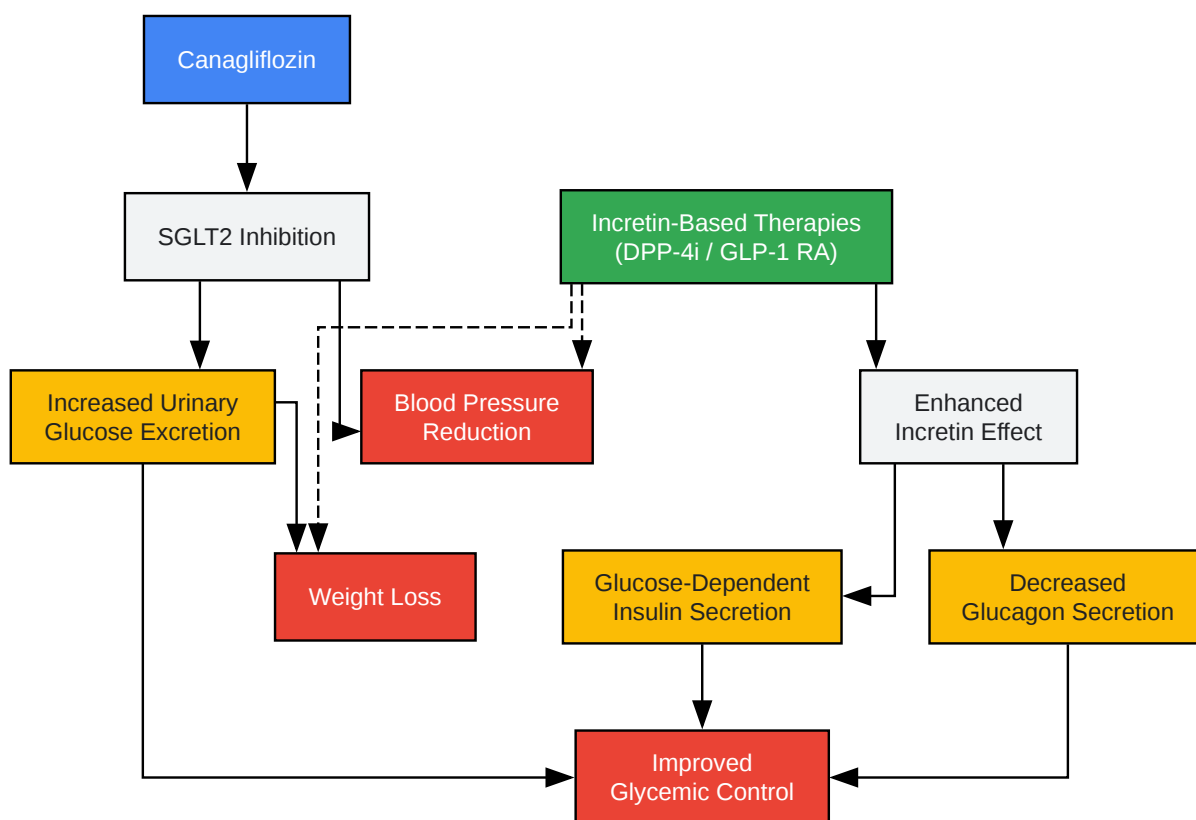 Canagliflozin
SGLT2 Inhibition
Incretin-Based Therapies
(DPP-4i / GLP-1 RA)
Increased Urinary
Glucose Excretion
Blood Pressure
Reduction
Enhanced
Incretin Effect
Weight Loss
Glucose-Dependent
Insulin Secretion
Decreased
Glucagon Secretion
Improved
Glycemic Control